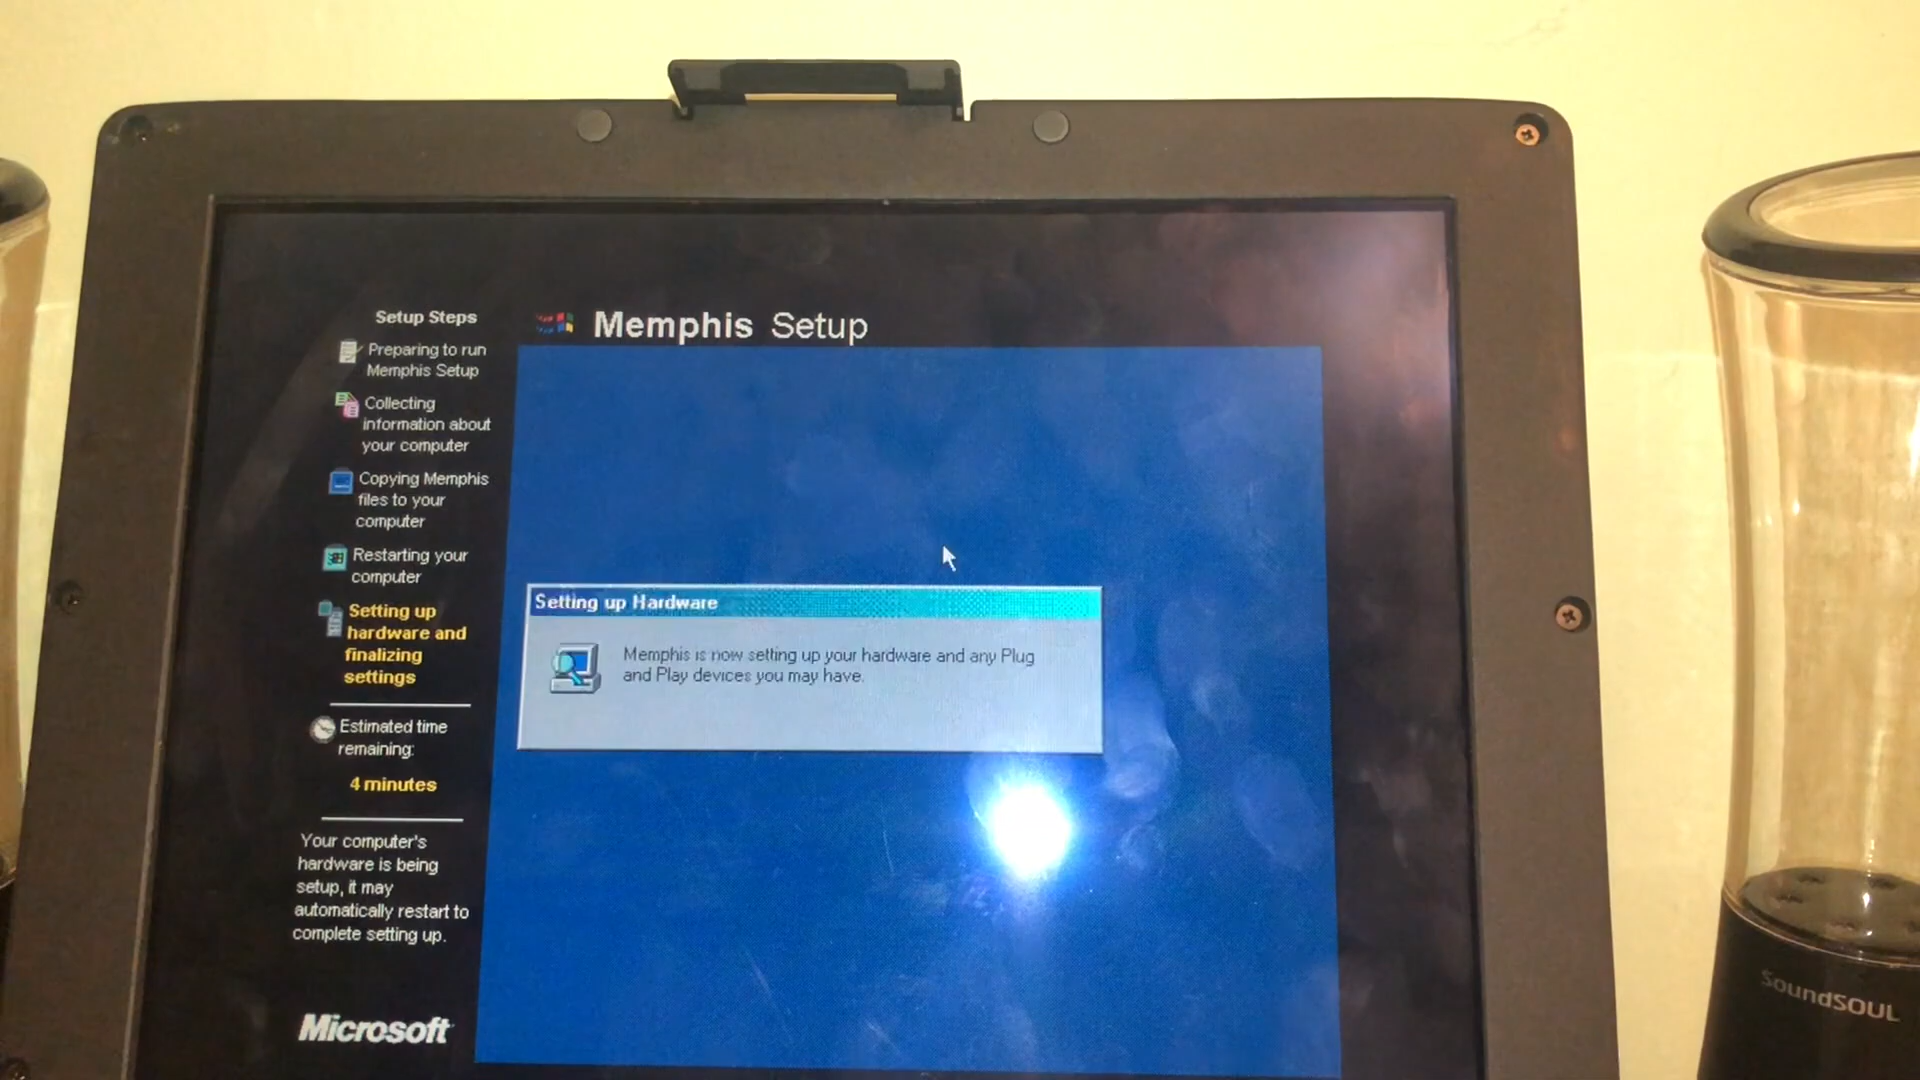 Setup Steps
Preparing to run
Memphis Setup
Collecting
information about
your computer
Copying Memphis
files to your
computer
Restarting your
computer
Setting up
hardware and
finalizing
settings
Estimated time
remaining:
4 minutes
Your computer's
hardware is being
setup, it may
automatically restart to
complete setting up.
Microsoft
Memphis Setup
Setting up Hardware
Memphis is now setting up your hardware and any Plug
and Play devices you may have.
SoundSOUL